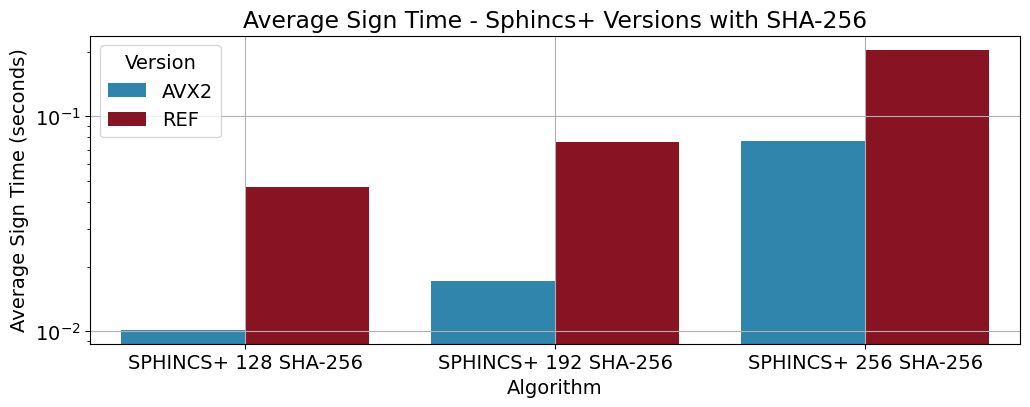 Average Sign Time - Sphincs+ Versions with SHA-256
Average Sign Time (seconds)
Version
AVX2
REF
10⁻¹
10⁻²
SPHINCS+ 128 SHA-256
SPHINCS+ 192 SHA-256
SPHINCS+ 256 SHA-256
Algorithm